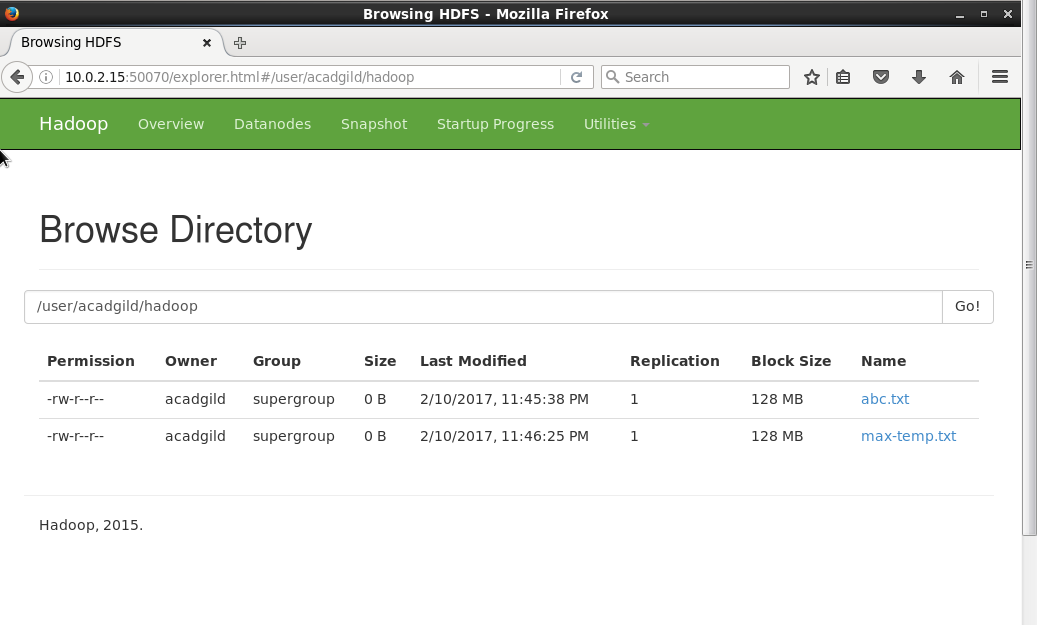 Browsing HDFS - Mozilla Firefox
Browsing HDFS
10.0.2.15:50070/explorer.html#/user/acadgild/hadoop
Search
Hadoop Overview Datanodes Snapshot Startup Progress Utilities
Browse Directory
/user/acadgild/hadoop Go!
Permission Owner Group Size Last Modified Replication Block Size Name
-rw-r--r-- acadgild supergroup 0 B 2/10/2017, 11:45:38 PM 1 128 MB abc.txt
-rw-r--r-- acadgild supergroup 0 B 2/10/2017, 11:46:25 PM 1 128 MB max-temp.txt
Hadoop, 2015.